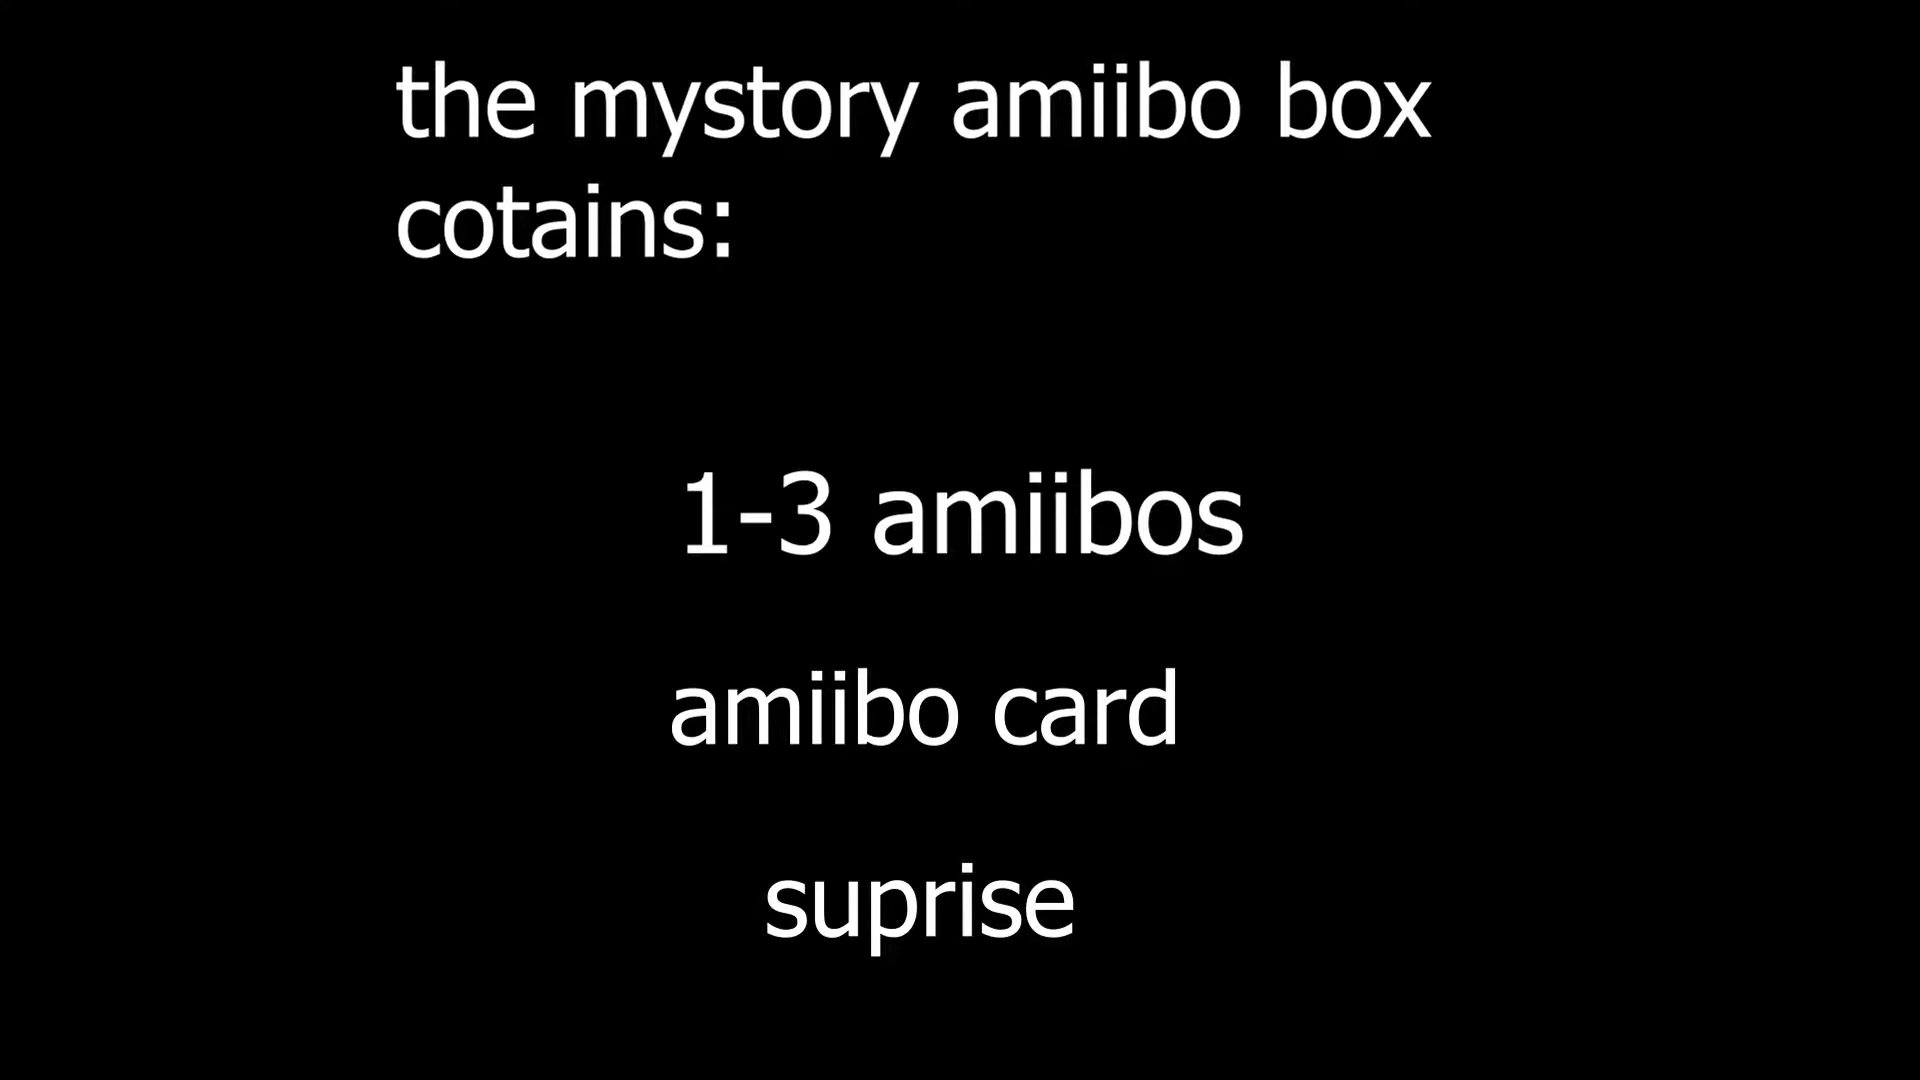 the mystory amiibo box
cotains:
1-3 amiibos
amiibo card
suprise